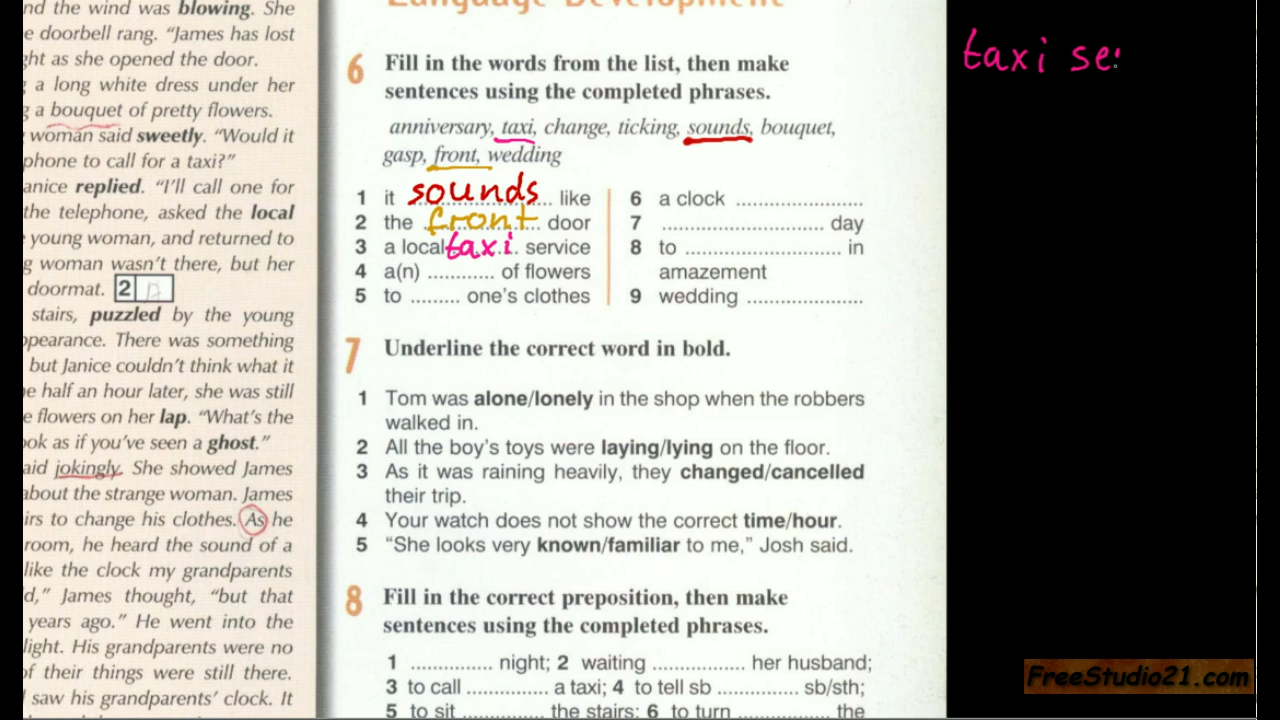 nd the wind was blowing. She
e doorbell rang. "James has lost
ght as she opened the door.
a long white dress under her
g a bouquet of pretty flowers.
woman said sweetly. "Would it
phone to call for a taxi?"
anice replied. "I'll call one for
the telephone, asked the local
young woman, and returned to
g woman wasn't there, but her
doormat. 2
stairs, puzzled by the young
ppearance. There was something
but Janice couldn't think what it
e half an hour later, she was still
e flowers on her lap. "What's the
ok as if you've seen a ghost."
aid jokingly. She showed James
about the strange woman. James
irs to change his clothes. As he
room, he heard the sound of a
like the clock my grandparents
d," James thought, "but that
years ago." He went into the
light. His grandparents were no
of their things were still there.
saw his grandparents' clock. It
Language Development
6 Fill in the words from the list, then make
sentences using the completed phrases.
anniversary, taxi, change, ticking, sounds, bouquet,
gasp, front, wedding
1 it sounds like
2 the front door
3 a local taxi service
4 a(n) ............ of flowers
5 to ......... one's clothes
6 a clock .......................
7 ............................. day
8 to ............................ in
amazement
9 wedding .....................
7 Underline the correct word in bold.
1 Tom was alone/lonely in the shop when the robbers
walked in.
2 All the boy's toys were laying/lying on the floor.
3 As it was raining heavily, they changed/cancelled
their trip.
4 Your watch does not show the correct time/hour.
5 "She looks very known/familiar to me," Josh said.
8 Fill in the correct preposition, then make
sentences using the completed phrases.
1 .............. night; 2 waiting ................ her husband;
3 to call .............. a taxi; 4 to tell sb .............. sb/sth;
5 to sit .............. the stairs; 6 to turn .............. the
taxi se
FreeStudio21.com